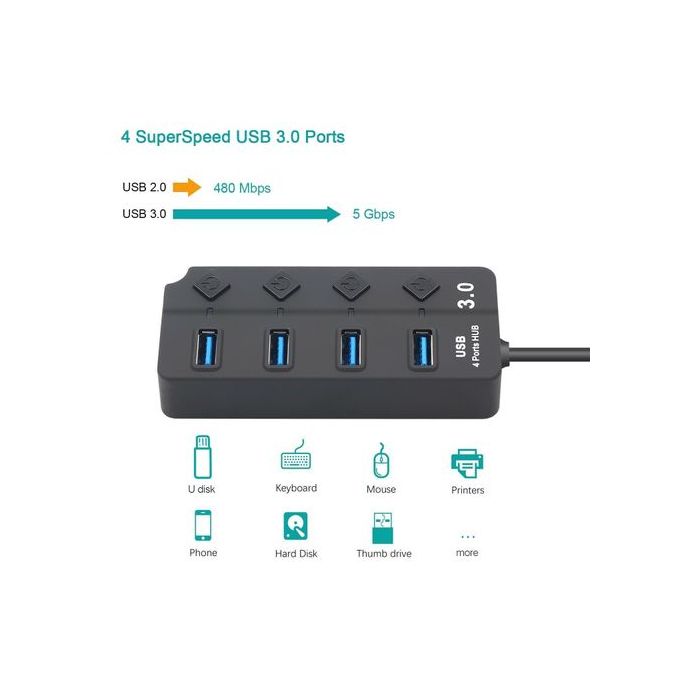 4 SuperSpeed USB 3.0 Ports
USB 2.0 480 Mbps
USB 3.0 5 Gbps
USB 3.0
4 Ports HUB
U disk Keyboard Mouse Printers
Phone Hard Disk Thumb drive more
...